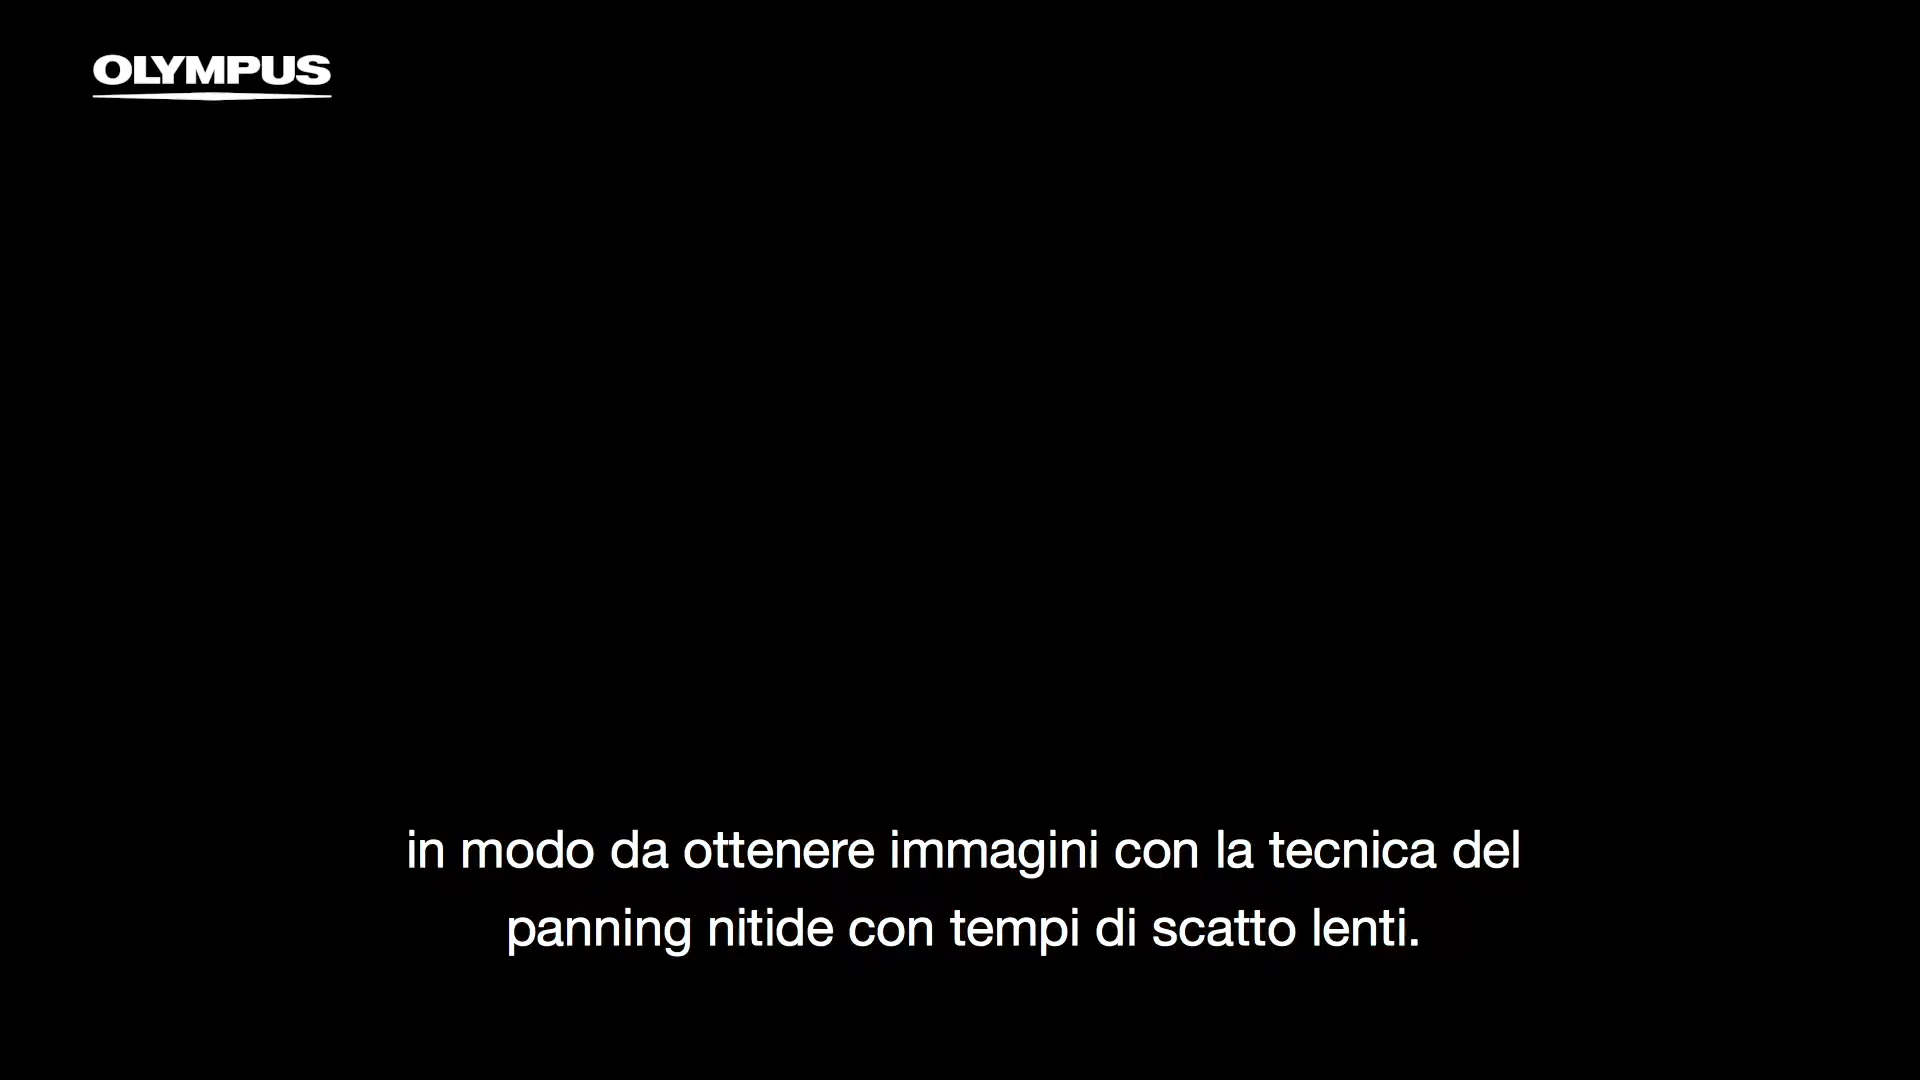 OLYMPUS
in modo da ottenere immagini con la tecnica del
panning nitide con tempi di scatto lenti.